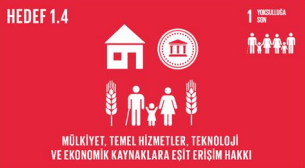 HEDEF 1.4
1 YOKSULLUĞA
SON
MÜLKİYET, TEMEL HİZMETLER, TEKNOLOJİ
VE EKONOMİK KAYNAKLARA EŞİT ERİŞİM HAKKI